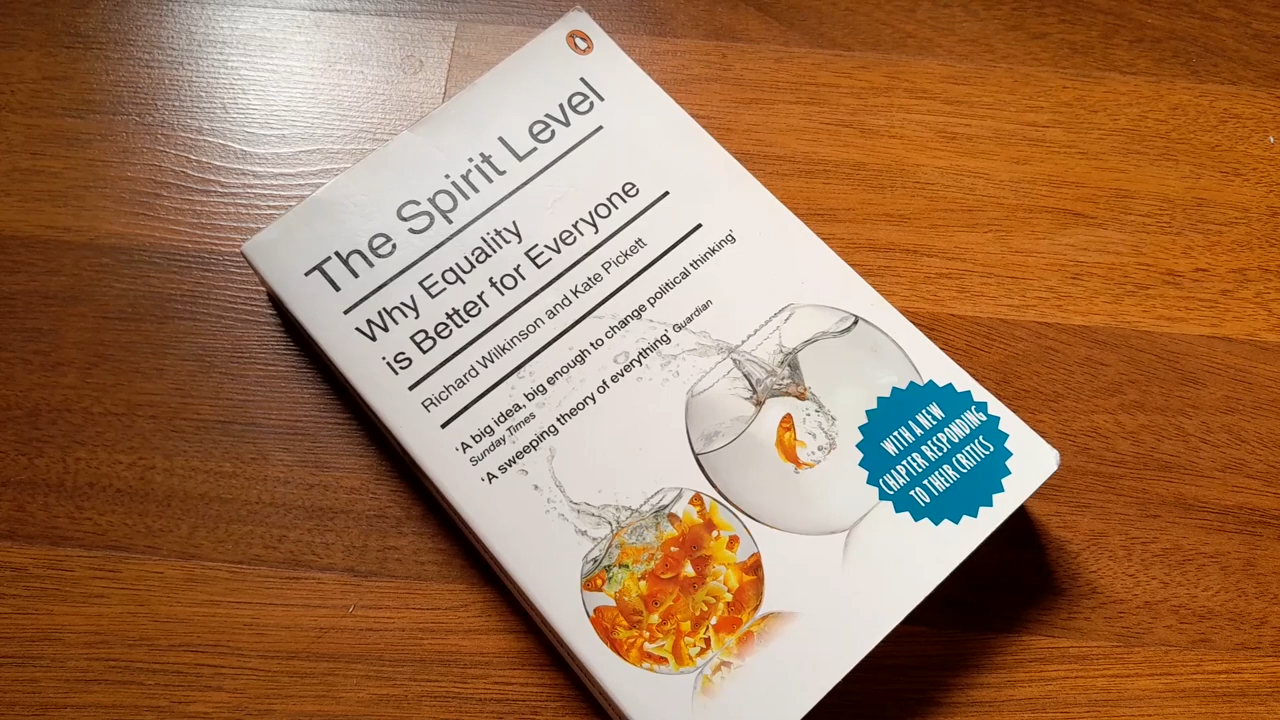 The Spirit Level
Why Equality
is Better for Everyone
Richard Wilkinson and Kate Pickett
‘A big idea, big enough to change political thinking’
Sunday Times
‘A sweeping theory of everything’ Guardian
WITH A NEW
CHAPTER RESPONDING
TO THEIR CRITICS